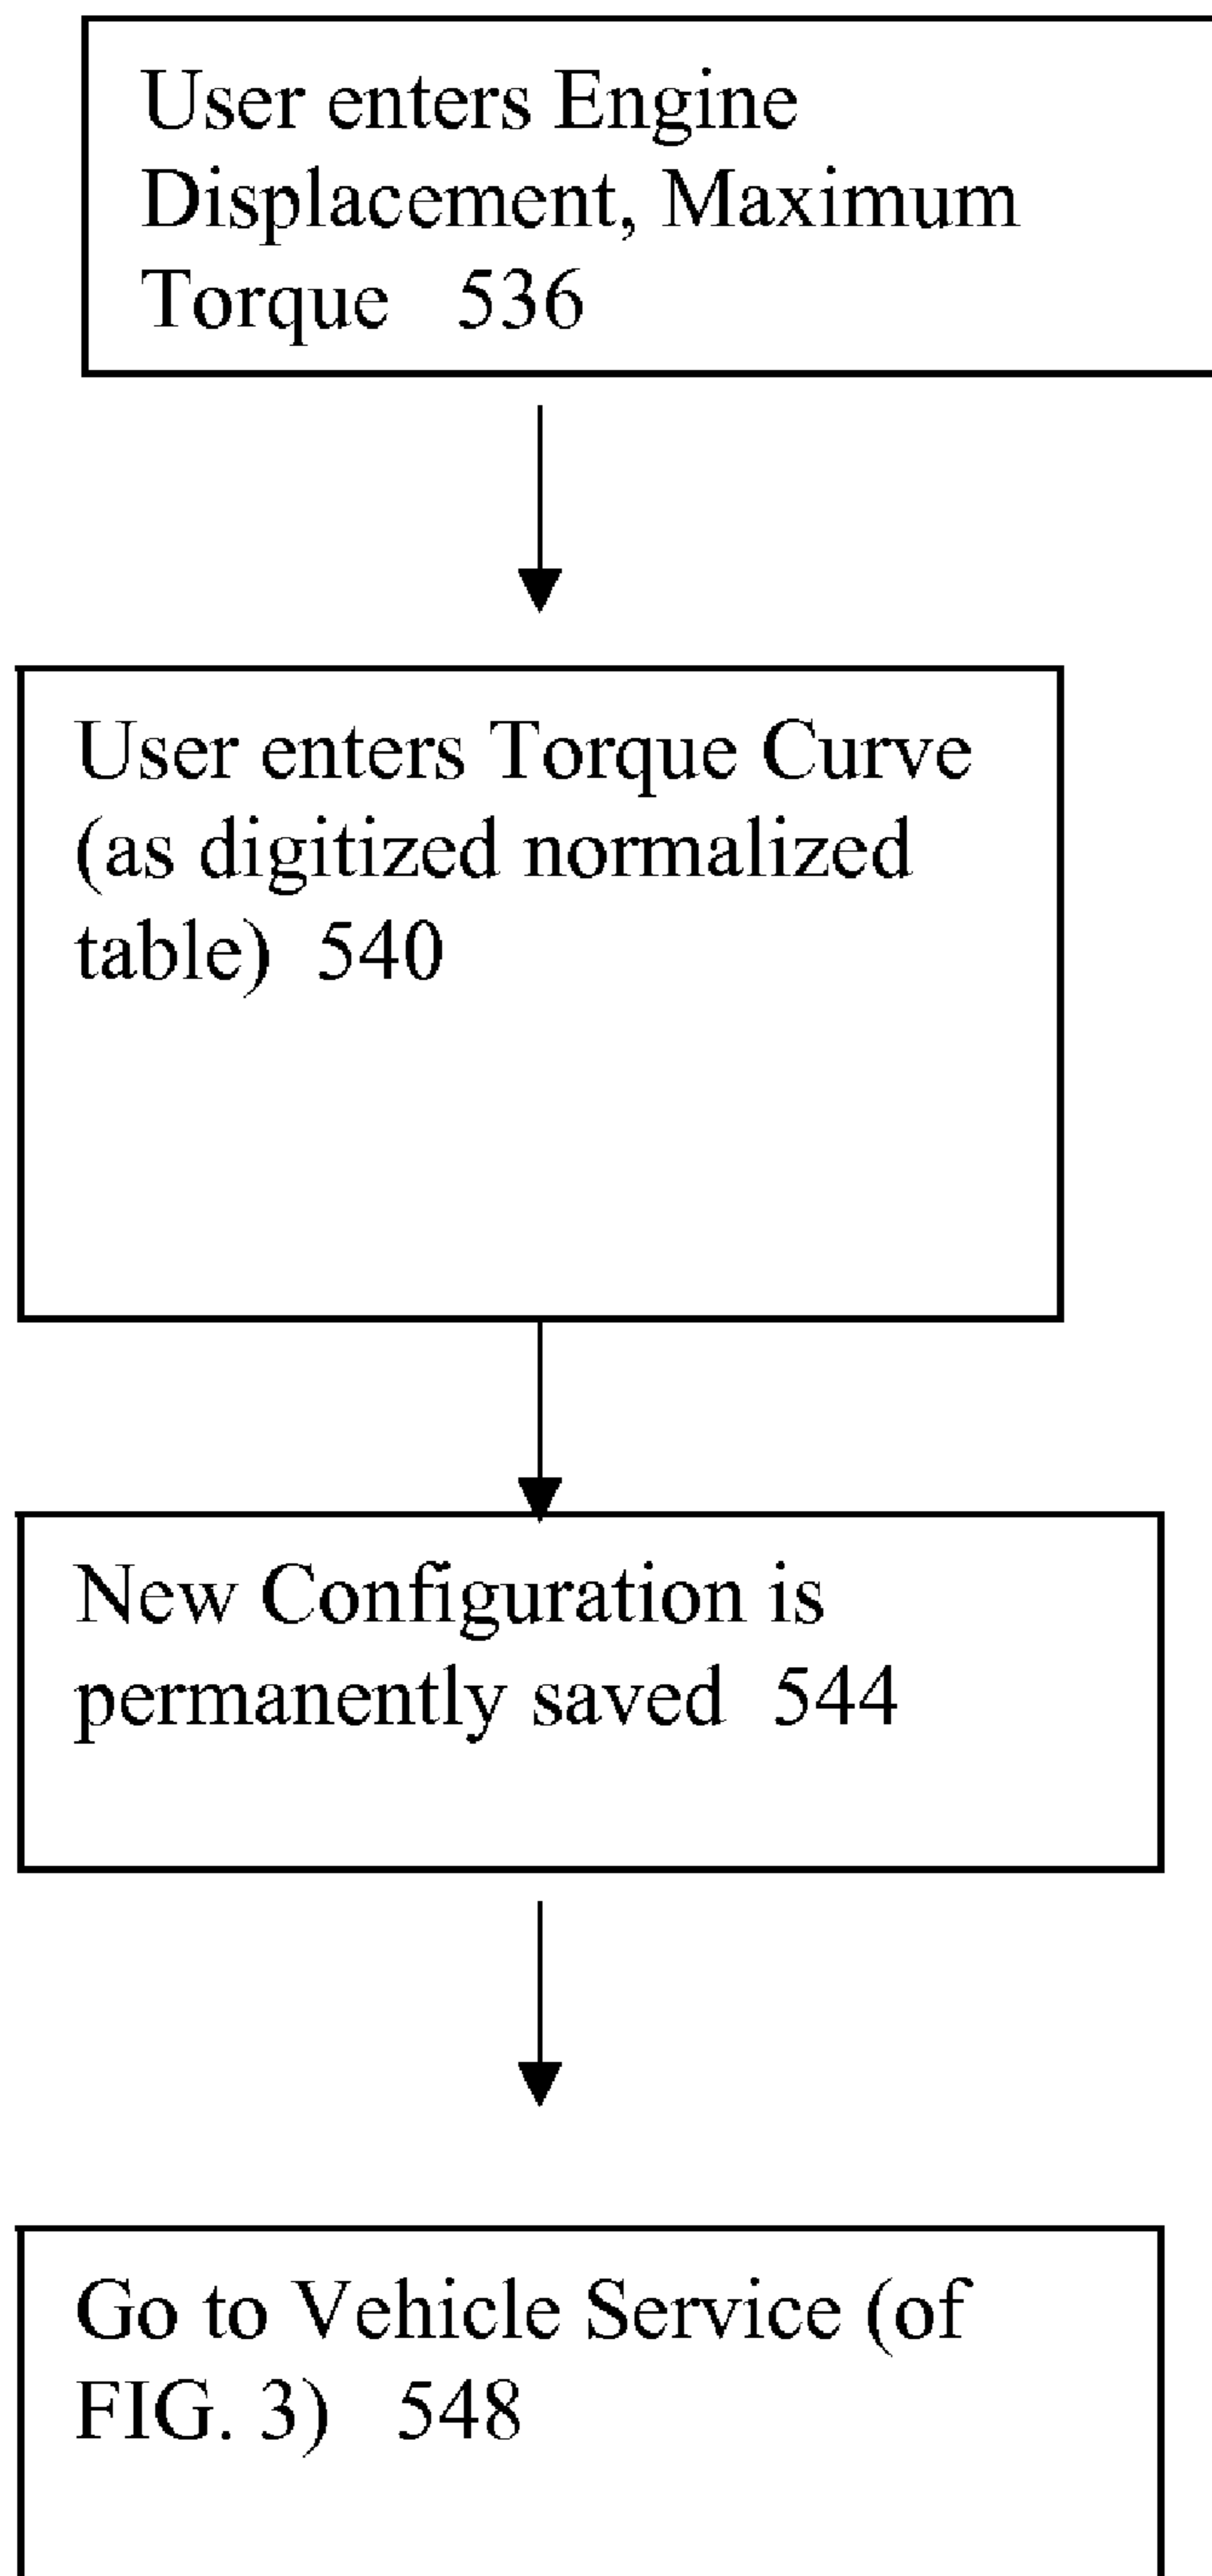 User enters Engine
Displacement, Maximum
Torque 536
User enters Torque Curve
(as digitized normalized
table) 540
New Configuration is
permanently saved 544
Go to Vehicle Service (of
FIG. 3) 548